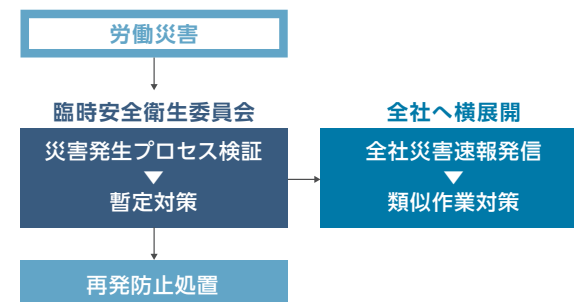 労働災害
臨時安全衛生委員会
災害発生プロセス検証
▼
暫定対策
全社へ横展開
全社災害速報発信
▼
類似作業対策
再発防止処置